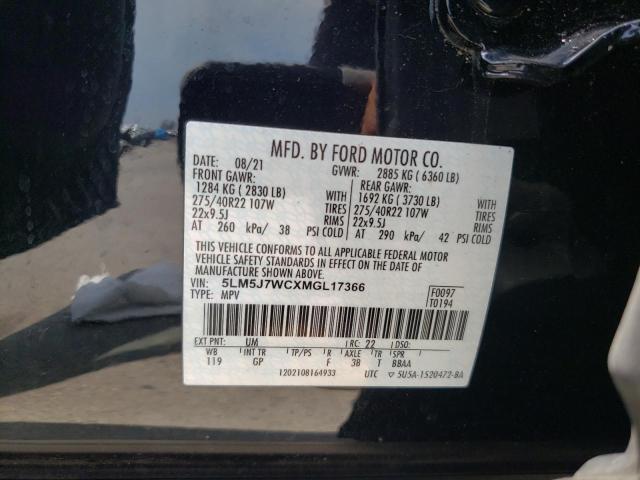 MFD. BY FORD MOTOR CO.
DATE: 08/21 GVWR: 2885 KG ( 6360 LB)
FRONT GAWR: REAR GAWR:
1284 KG ( 2830 LB) WITH 1692 KG ( 3730 LB) WITH
275/40R22 107W TIRES 275/40R22 107W TIRES
22x9.5J RIMS 22x9.5J RIMS
AT 260 kPa/ 38 PSI COLD AT 290 kPa/ 42 PSI COLD
THIS VEHICLE CONFORMS TO ALL APPLICABLE FEDERAL MOTOR
VEHICLE SAFETY STANDARDS IN EFFECT ON THE DATE OF
MANUFACTURE SHOWN ABOVE.
VIN: 5LM5J7WCXMGL17366 F0097
TYPE: MPV T0194
EXT PNT: UM RC: 22 DSO:
WB INT TR TP/PS R AXLE TR SPR
119 GP F 3B T BBAA
1202108164933 UTC ▽ 5U5A-1520472-BA